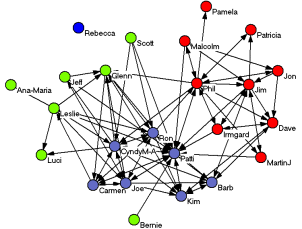 Pamela
Malcolm
Patricia
Rebecca
Scott
Glenn
Jeff
Ana-Maria
Phil
Jim
Jon
Leslie
Ron
Irmgard
Dave
Luci
CyndyM-A
Patti
MartinJ
Carmen
Joe
Barb
Kim
Bernie